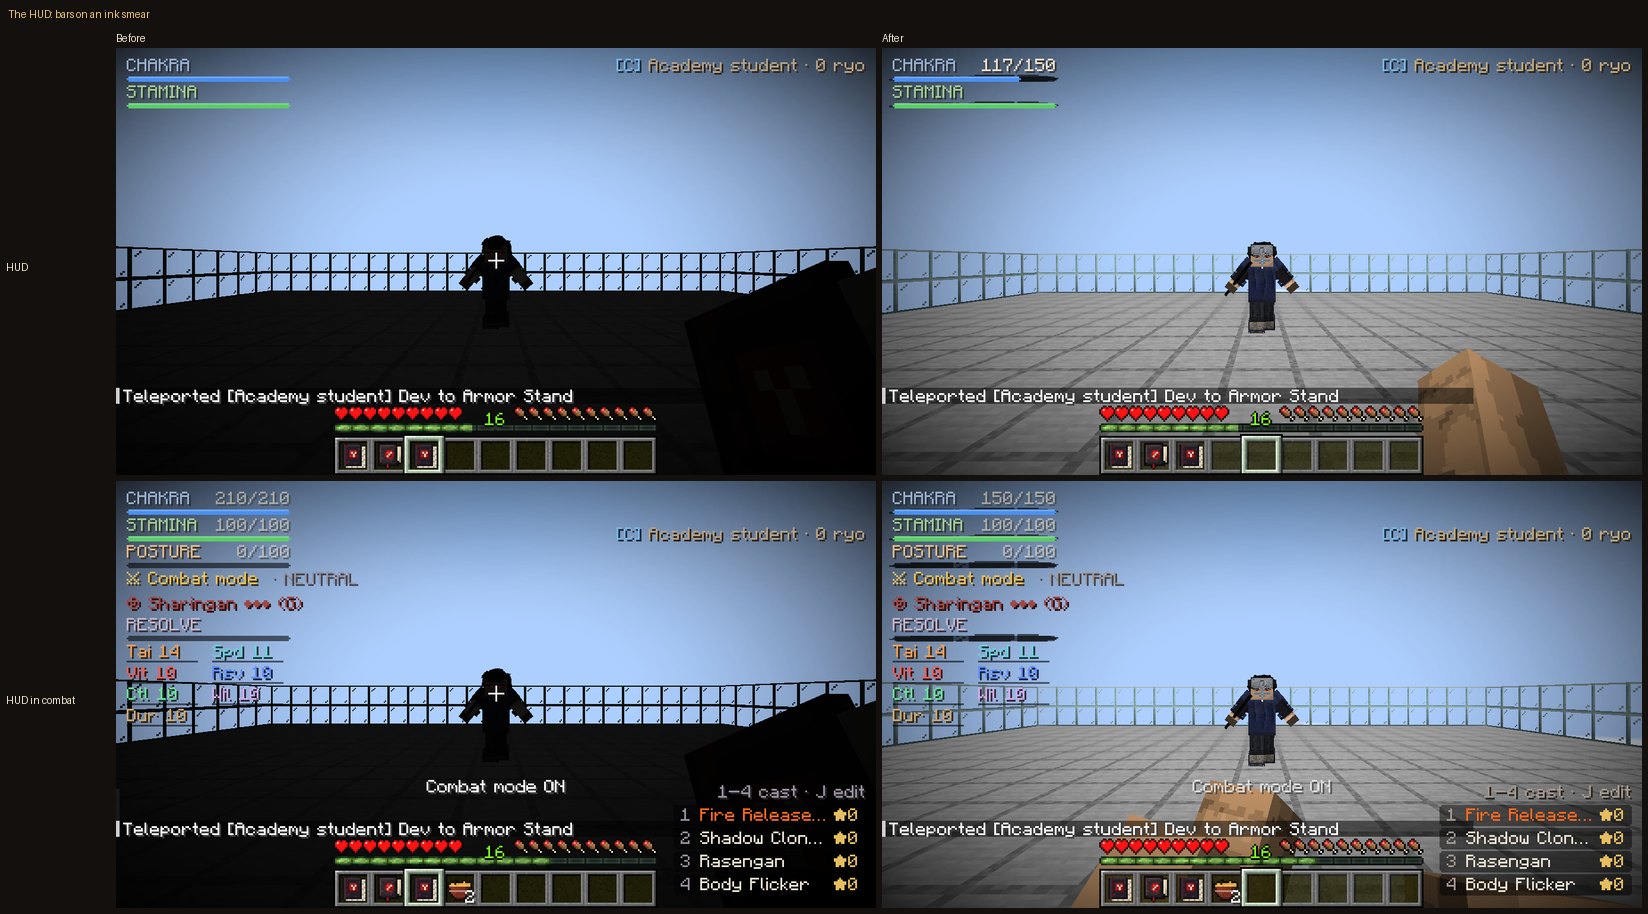 The HUD: bars on an ink smear
Before
After
HUD
CHAKRA
STAMINA
[C] Academy student · 0 ryo
Teleported [Academy student] Dev to Armor Stand
16
CHAKRA 117/150
STAMINA
[C] Academy student · 0 ryo
Teleported [Academy student] Dev to Armor Stand
16
HUD in combat
CHAKRA 210/210
STAMINA 100/100
POSTURE 0/100
Combat mode · NEUTRAL
Sharingan
RESOLVE
Tai 14 Spd 11
Vit 10 Rsv 10
Ctl 10 Wil 10
Dur 10
[C] Academy student · 0 ryo
Combat mode ON
Teleported [Academy student] Dev to Armor Stand
1-4 cast · J edit
1 Fire Release... ★0
2 Shadow Clon... ★0
3 Rasengan ★0
4 Body Flicker ★0
16
2
CHAKRA 150/150
STAMINA 100/100
POSTURE 0/100
Combat mode · NEUTRAL
Sharingan
RESOLVE
Tai 14 Spd 11
Vit 10 Rsv 10
Ctl 10 Wil 10
Dur 10
[C] Academy student · 0 ryo
Combat mode ON
Teleported [Academy student] Dev to Armor Stand
1-4 cast · J edit
1 Fire Release... ★0
2 Shadow Clon... ★0
3 Rasengan ★0
4 Body Flicker ★0
16
2